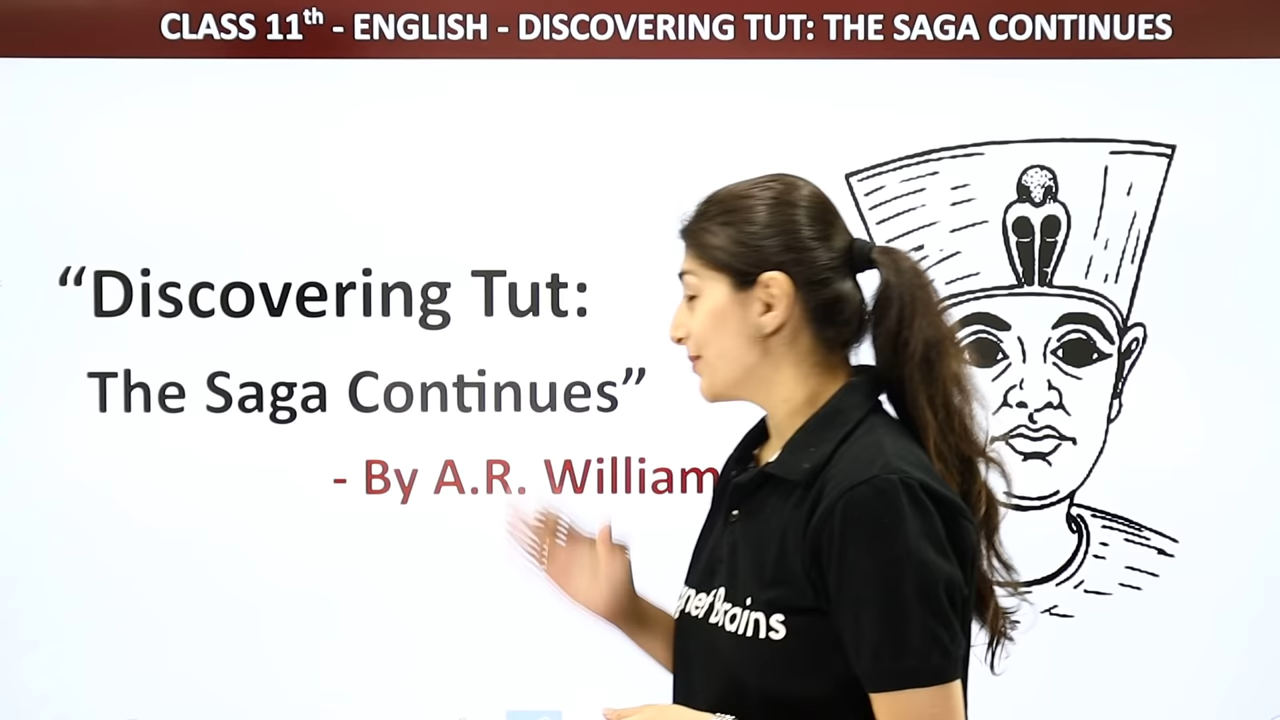 CLASS 11th - ENGLISH - DISCOVERING TUT: THE SAGA CONTINUES
“Discovering Tut:
The Saga Continues”
- By A.R. William
Brains